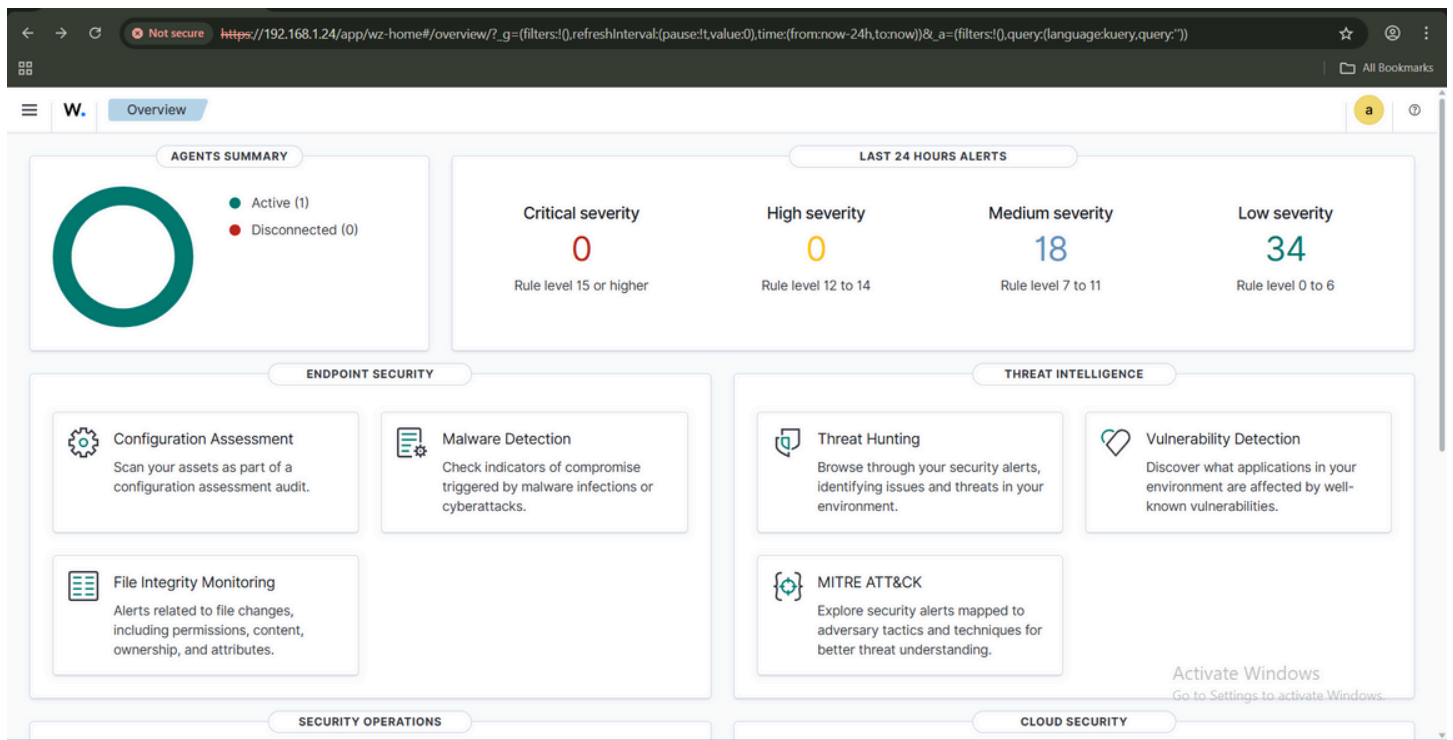 Not secure https://192.168.1.24/app/wz-home#/overview/?_g=(filters:!(),refreshInterval:(pause:!t,value:0),time:(from:now-24h,to:now))&_a=(filters:!(),query:(language:kuery,query:''))
All Bookmarks
W. Overview
a
AGENTS SUMMARY
Active (1)
Disconnected (0)
LAST 24 HOURS ALERTS
Critical severity
0
Rule level 15 or higher
High severity
0
Rule level 12 to 14
Medium severity
18
Rule level 7 to 11
Low severity
34
Rule level 0 to 6
ENDPOINT SECURITY
Configuration Assessment
Scan your assets as part of a
configuration assessment audit.
Malware Detection
Check indicators of compromise
triggered by malware infections or
cyberattacks.
File Integrity Monitoring
Alerts related to file changes,
including permissions, content,
ownership, and attributes.
THREAT INTELLIGENCE
Threat Hunting
Browse through your security alerts,
identifying issues and threats in your
environment.
Vulnerability Detection
Discover what applications in your
environment are affected by well-
known vulnerabilities.
MITRE ATT&CK
Explore security alerts mapped to
adversary tactics and techniques for
better threat understanding.
Activate Windows
Go to Settings to activate Windows.
SECURITY OPERATIONS
CLOUD SECURITY